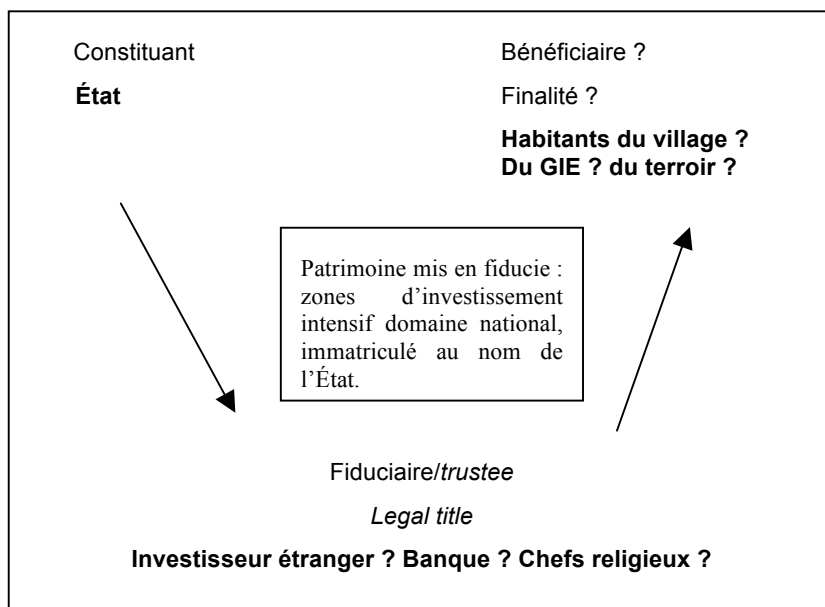 Constituant
État
Bénéficiaire ?
Finalité ?
Habitants du village ?
Du GIE ? du terroir ?
Patrimoine mis en fiducie :
zones d’investissement
intensif domaine national,
immatriculé au nom de
l’État.
Fiduciaire/trustee
Legal title
Investisseur étranger ? Banque ? Chefs religieux ?